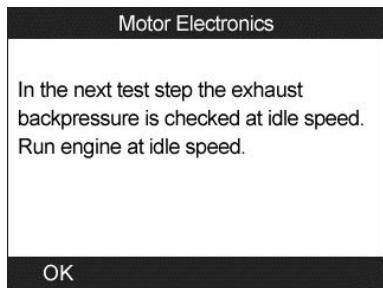 Motor Electronics
In the next test step the exhaust
backpressure is checked at idle speed.
Run engine at idle speed.
OK